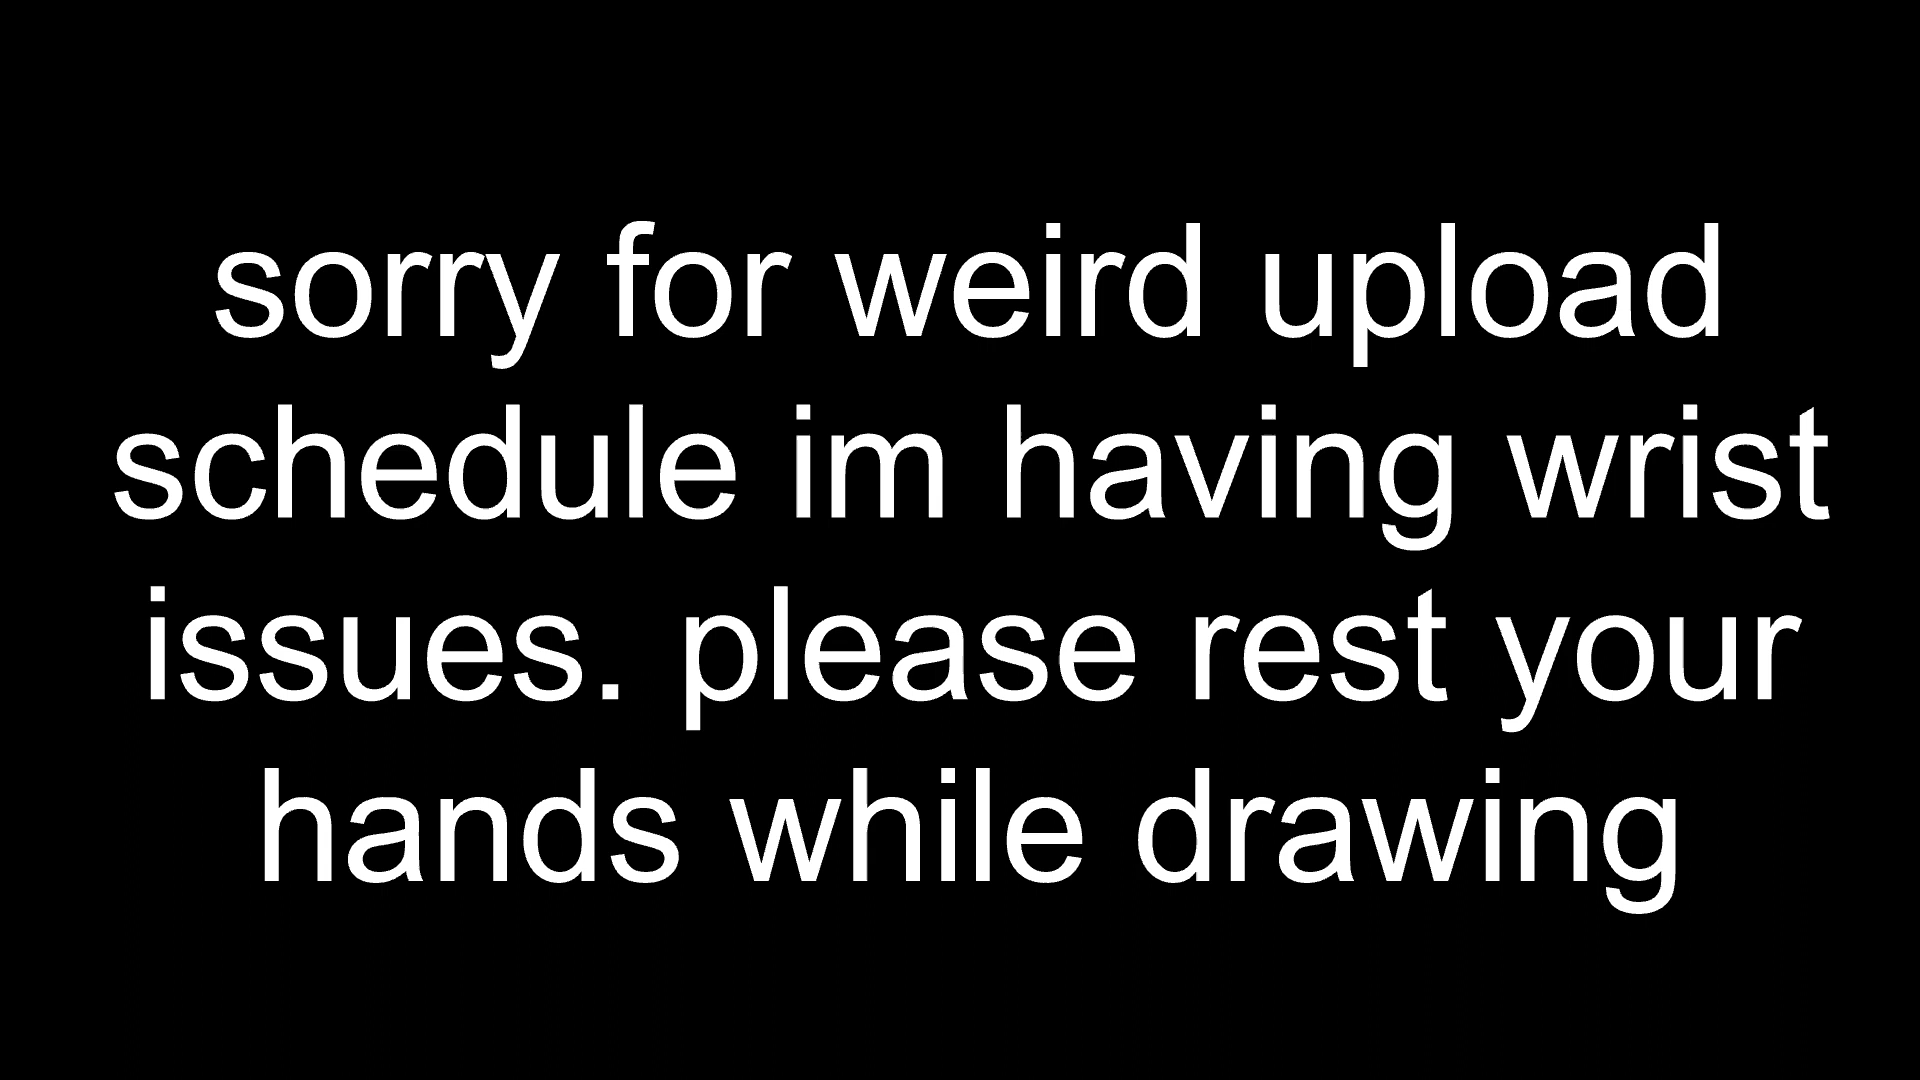 sorry for weird upload
schedule im having wrist
issues. please rest your
hands while drawing